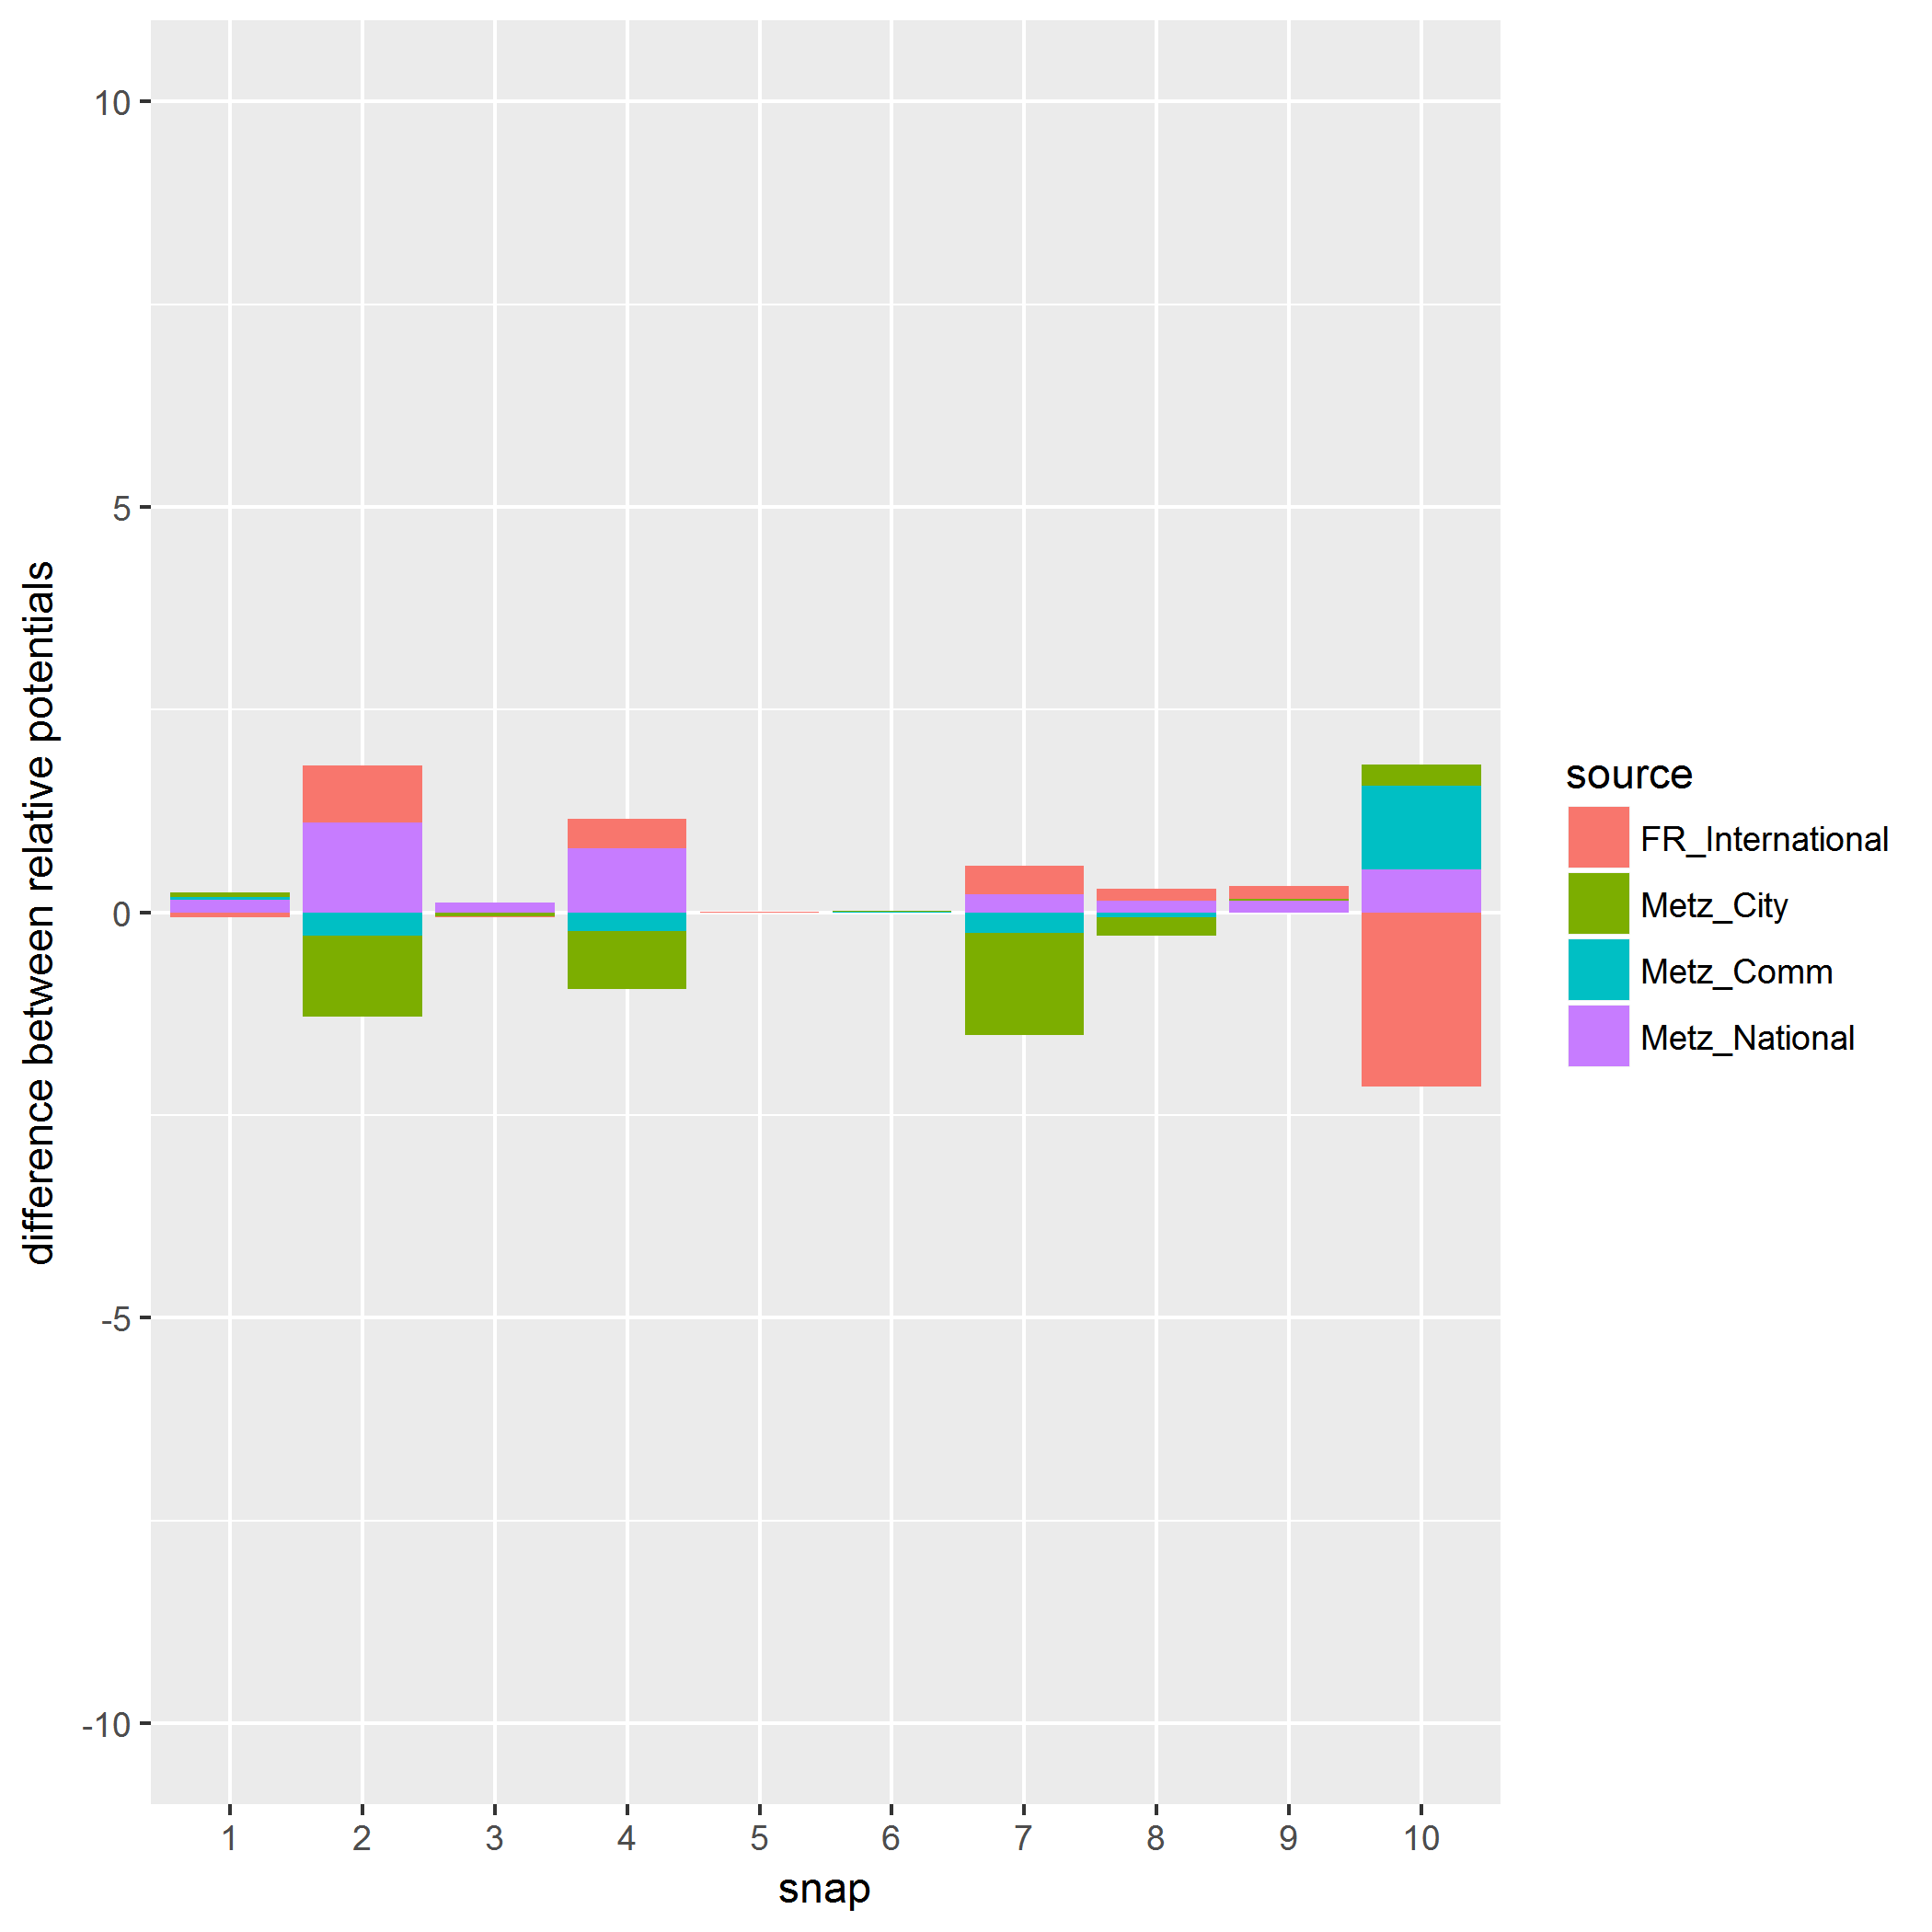 difference between relative potentials
10
5
0
-5
-10
1 2 3 4 5 6 7 8 9 10
snap
source
FR_International
Metz_City
Metz_Comm
Metz_National